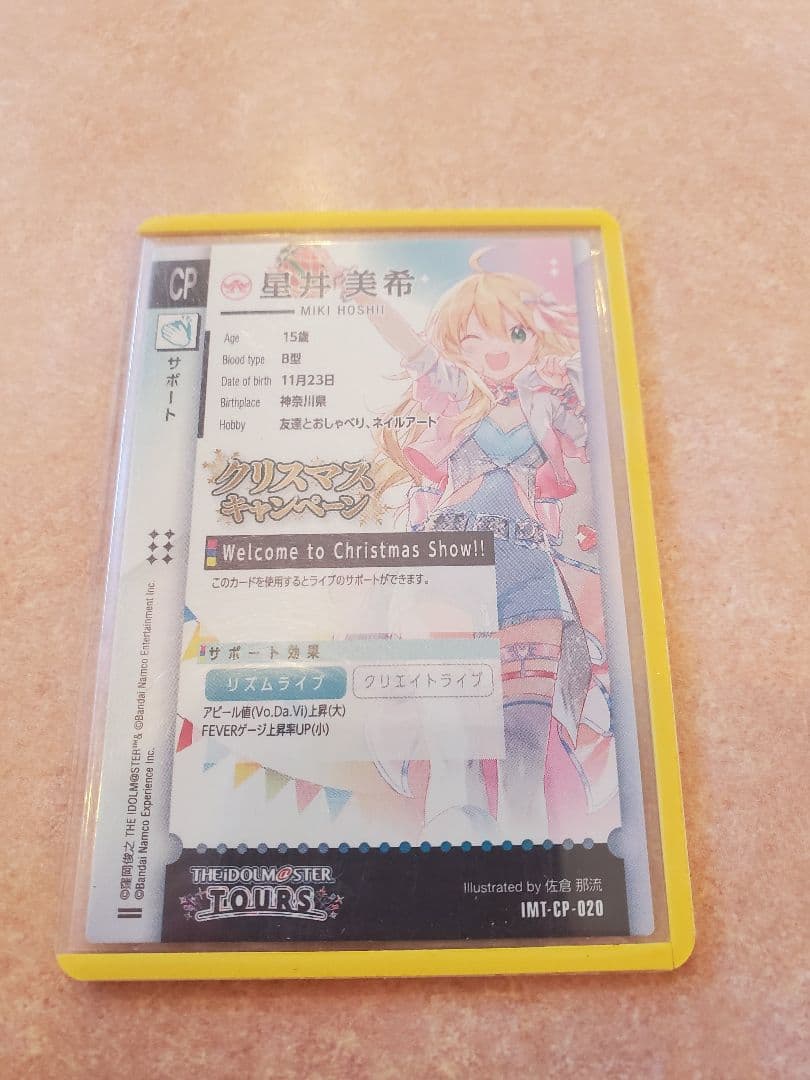 CP
サポート
星井 美希
MIKI HOSHII
Age 15歳
Blood type B型
Date of birth 11月23日
Birthplace 神奈川県
Hobby 友達とおしゃべり、ネイルアート
クリスマス
キャンペーン
Welcome to Christmas Show!!
このカードを使用するとライブのサポートができます。
サポート効果
リズムライブ クリエイトライブ
アピール値(Vo.Da.Vi)上昇(大)
FEVERゲージ上昇率UP(小)
©窪岡俊之 THE IDOLM@STER™& ©Bandai Namco Entertainment Inc.
©Bandai Namco Experience Inc.
THE iDOLM@STER
TOURS
Illustrated by 佐倉 那流
IMT-CP-020